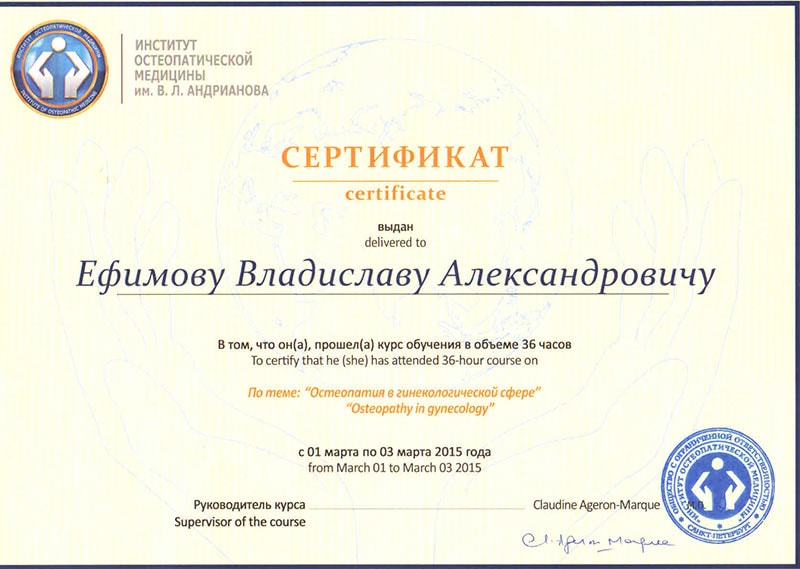 ИНСТИТУТ ОСТЕОПАТИЧЕСКОЙ МЕДИЦИНЫ
INSTITUTE OF OSTEOPATHIC MEDICINE
ИНСТИТУТ
ОСТЕОПАТИЧЕСКОЙ
МЕДИЦИНЫ
им. В. Л. АНДРИАНОВА
СЕРТИФИКАТ
certificate
выдан
delivered to
Ефимову Владиславу Александровичу
В том, что он(а), прошел(а) курс обучения в объеме 36 часов
To certify that he (she) has attended 36-hour course on
По теме: “Остеопатия в гинекологической сфере”
“Osteopathy in gynecology”
с 01 марта по 03 марта 2015 года
from March 01 to March 03 2015
Руководитель курса
Supervisor of the course
Claudine Ageron-Marque
М.П.
ОБЩЕСТВО С ОГРАНИЧЕННОЙ ОТВЕТСТВЕННОСТЬЮ
ИНСТИТУТ ОСТЕОПАТИЧЕСКОЙ МЕДИЦИНЫ
САНКТ-ПЕТЕРБУРГ
Cl. Ageron Marque